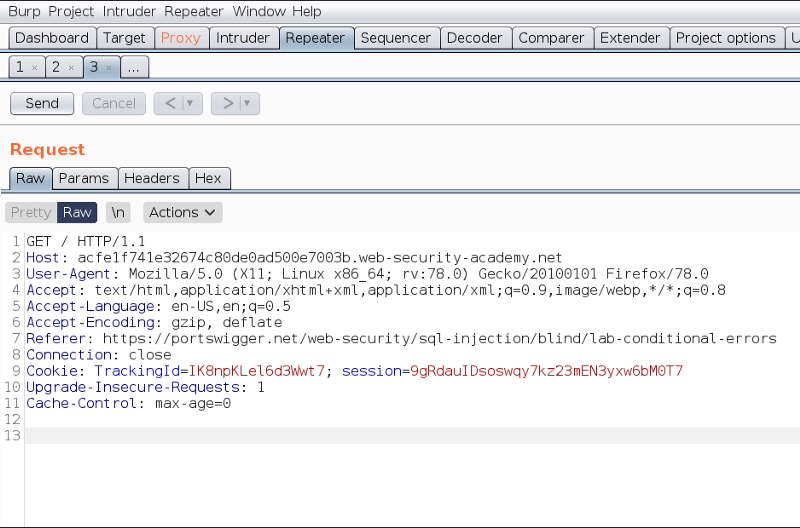 Burp Project Intruder Repeater Window Help
Dashboard Target Proxy Intruder Repeater Sequencer Decoder Comparer Extender Project options U
1 × 2 × 3 × ...
Send Cancel < ▼ > ▼
Request
Raw Params Headers Hex
Pretty Raw \n Actions
1 GET / HTTP/1.1
2 Host: acfe1f741e32674c80de0ad500e7003b.web-security-academy.net
3 User-Agent: Mozilla/5.0 (X11; Linux x86_64; rv:78.0) Gecko/20100101 Firefox/78.0
4 Accept: text/html,application/xhtml+xml,application/xml;q=0.9,image/webp,*/*;q=0.8
5 Accept-Language: en-US,en;q=0.5
6 Accept-Encoding: gzip, deflate
7 Referer: https://portswigger.net/web-security/sql-injection/blind/lab-conditional-errors
8 Connection: close
9 Cookie: TrackingId=IK8npKLel6d3Wwt7; session=9gRdauIDsoswqy7kz23mEN3yxw6bM0T7
10 Upgrade-Insecure-Requests: 1
11 Cache-Control: max-age=0
12
13